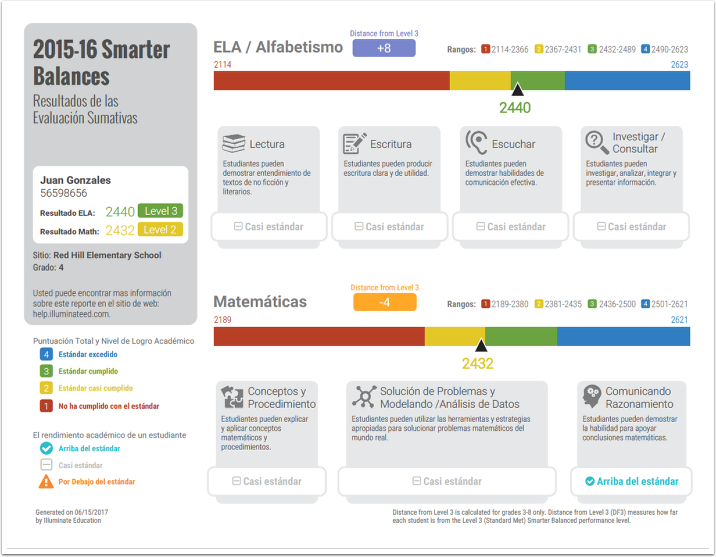 2015-16 Smarter
Balances
Resultados de las
Evaluación Sumativas
Juan Gonzales
56598656
Resultado ELA: 2440 Level 3
Resultado Math: 2432 Level 2
Sitio: Red Hill Elementary School
Grado: 4
Usted puede encontrar mas información
sobre este reporte en el sitio de web:
help.illuminateed.com.
Puntuación Total y Nivel de Logro Académico
4 Estándar excedido
3 Estándar cumplido
2 Estándar casi cumplido
1 No ha cumplido con el estándar
El rendimiento académico de un estudiante
Arriba del estándar
Casi estándar
Por Debajo del estándar
Generated on 06/15/2017
by Illuminate Education
ELA / Alfabetismo
Distance from Level 3
+8
Rangos: 1 2114-2366 2 2367-2431 3 2432-2489 4 2490-2623
2114 2623
2440
Lectura
Estudiantes pueden
demostrar entendimiento de
textos de no ficción y
literarios.
Casi estándar
Escritura
Estudiantes pueden producir
escritura clara y de utilidad.
Casi estándar
Escuchar
Estudiantes pueden
demostrar habilidades de
comunicación efectiva.
Casi estándar
Investigar /
Consultar
Estudiantes pueden
investigar, analizar, integrar y
presentar información.
Casi estándar
Matemáticas
Distance from Level 3
-4
Rangos: 1 2189-2380 2 2381-2435 3 2436-2500 4 2501-2621
2189 2621
2432
Conceptos y
Procedimiento
Estudiantes pueden explicar
y aplicar conceptos
matemáticos y
procedimientos.
Casi estándar
Solución de Problemas y
Modelando /Análisis de Datos
Estudiantes pueden utilizar las herramientas y estrategias
apropiadas para solucionar problemas matemáticos del
mundo real.
Casi estándar
Comunicando
Razonamiento
Estudiantes pueden demostrar
la habilidad para apoyar
conclusiones matemáticas.
Arriba del estándar
Distance from Level 3 is calculated for grades 3-8 only. Distance from Level 3 (DF3) measures how far
each student is from the Level 3 (Standard Met) Smarter Balanced performance level.